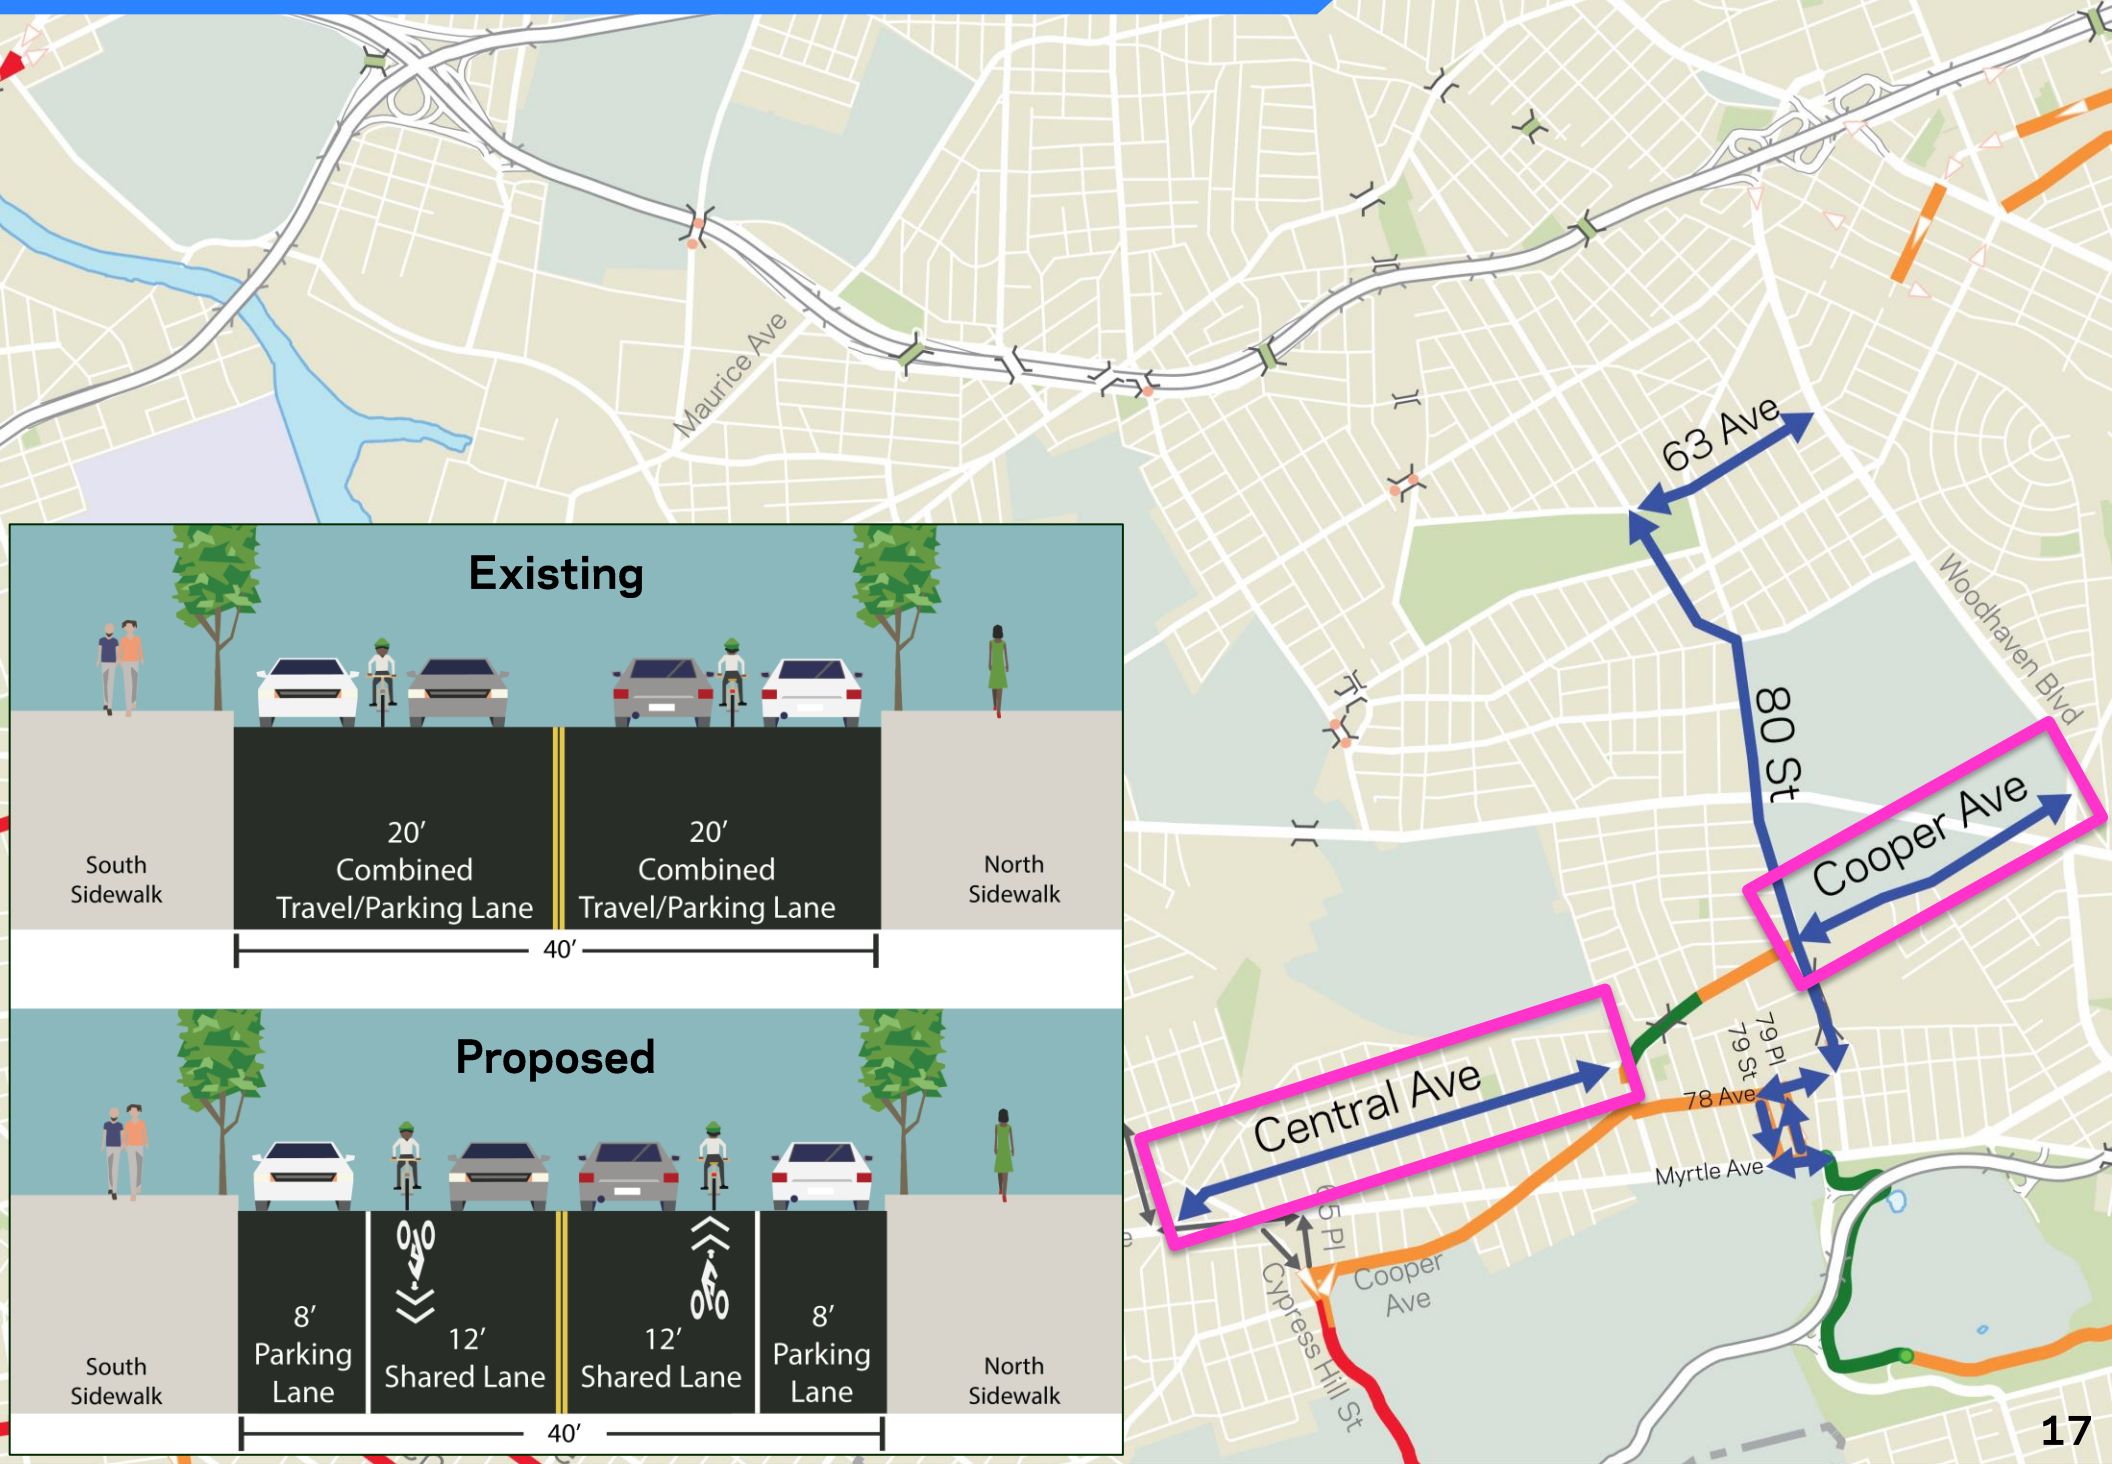 Maurice Ave
63 Ave
Woodhaven Blvd
80 St
Cooper Ave
Existing
20’
Combined
Travel/Parking Lane
20’
Combined
Travel/Parking Lane
South
Sidewalk
North
Sidewalk
40’
Proposed
8’
Parking
Lane
12’
Shared Lane
12’
Shared Lane
8’
Parking
Lane
South
Sidewalk
North
Sidewalk
40’
Central Ave
79 Pl
79 St
78 Ave
Myrtle Ave
65 Pl
Cooper
Ave
Cypress Hill St
17